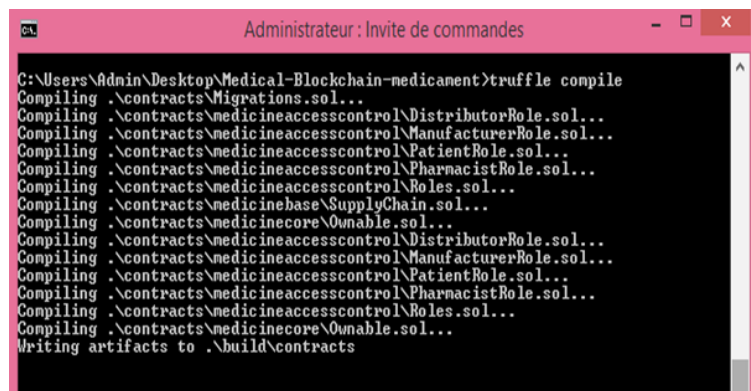 Administrateur : Invite de commandes
C:\Users\Admin\Desktop\Medical-Blockchain-medicament>truffle compile
Compiling .\contracts\Migrations.sol...
Compiling .\contracts\medicineaccesscontrol\DistributorRole.sol...
Compiling .\contracts\medicineaccesscontrol\ManufacturerRole.sol...
Compiling .\contracts\medicineaccesscontrol\PatientRole.sol...
Compiling .\contracts\medicineaccesscontrol\PharmacistRole.sol...
Compiling .\contracts\medicineaccesscontrol\Roles.sol...
Compiling .\contracts\medicinebase\SupplyChain.sol...
Compiling .\contracts\medicinecore\Ownable.sol...
Compiling .\contracts\medicineaccesscontrol\DistributorRole.sol...
Compiling .\contracts\medicineaccesscontrol\ManufacturerRole.sol...
Compiling .\contracts\medicineaccesscontrol\PatientRole.sol...
Compiling .\contracts\medicineaccesscontrol\PharmacistRole.sol...
Compiling .\contracts\medicineaccesscontrol\Roles.sol...
Compiling .\contracts\medicinecore\Ownable.sol...
Writing artifacts to .\build\contracts